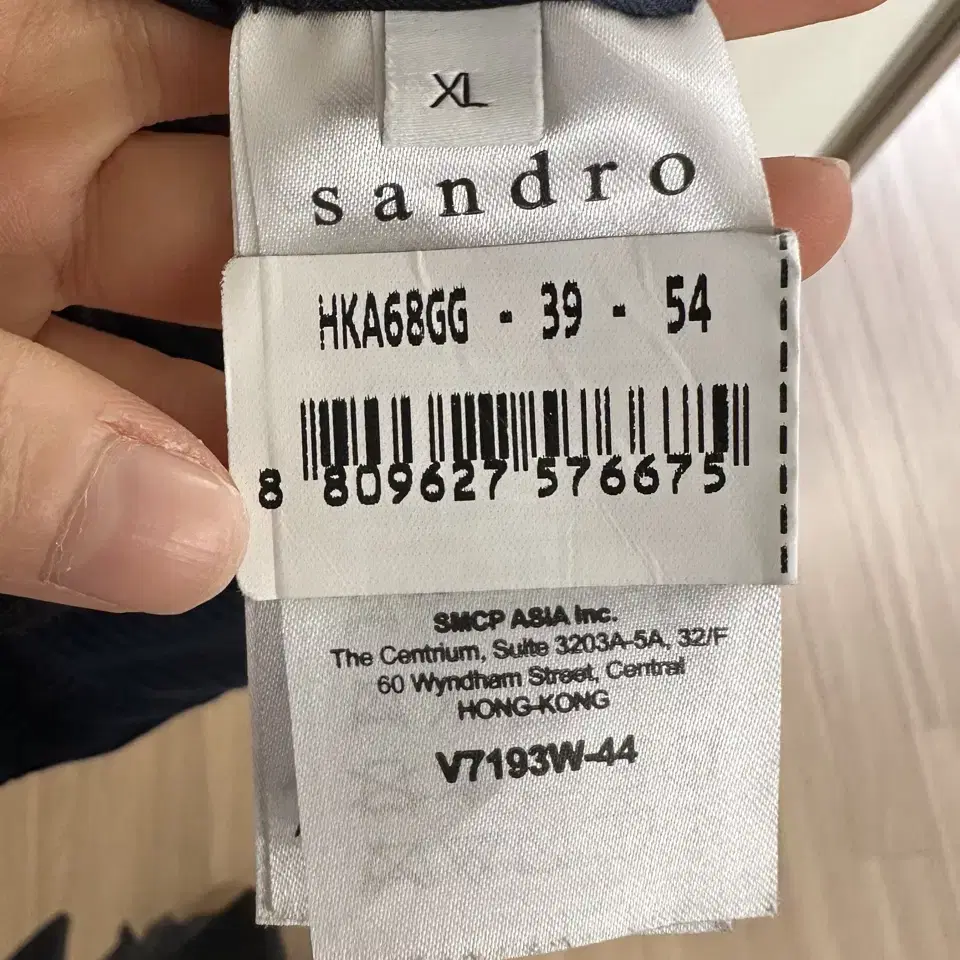 XL
sandro
HKA68GG - 39 - 54
8 809627 576675
SMCP ASIA Inc.
The Centrium, Suite 3203A-5A, 32/F
60 Wyndham Street, Central
HONG-KONG
V7193W-44